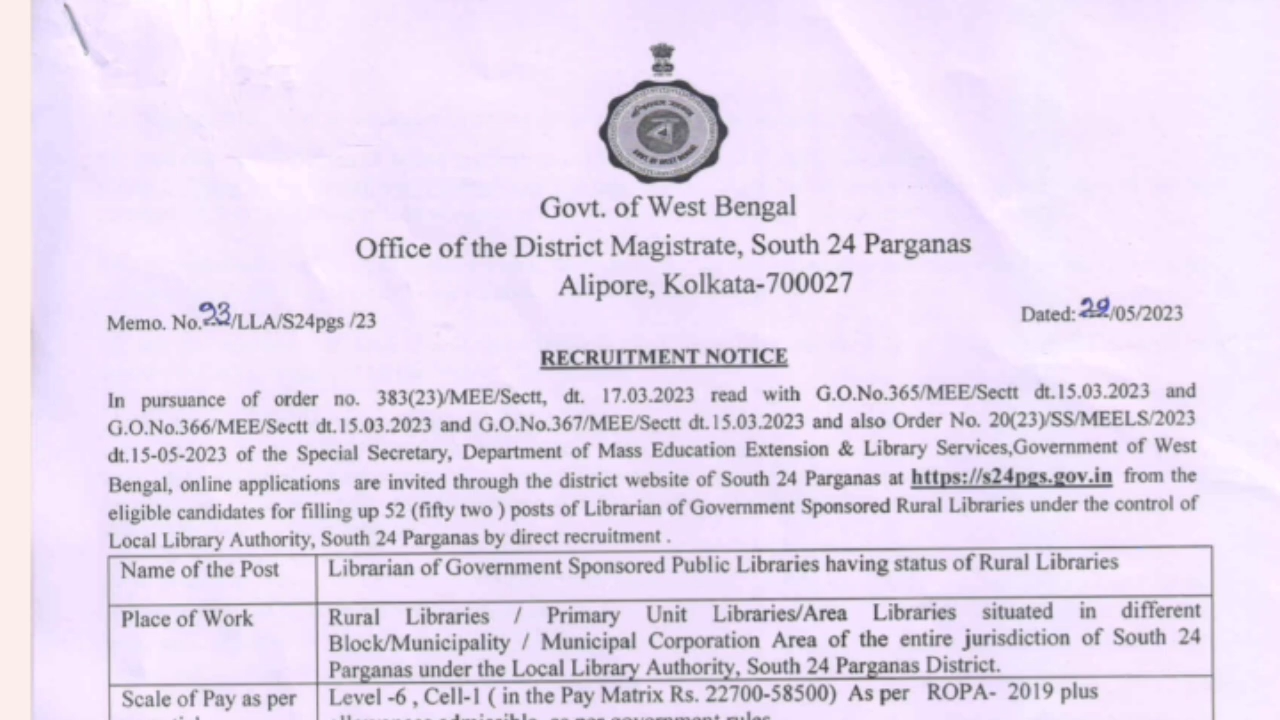 Govt. of West Bengal
Office of the District Magistrate, South 24 Parganas
Alipore, Kolkata-700027
Memo. No. 93/LLA/S24pgs /23
Dated: 29/05/2023
RECRUITMENT NOTICE
In pursuance of order no. 383(23)/MEE/Sectt, dt. 17.03.2023 read with G.O.No.365/MEE/Sectt dt.15.03.2023 and
G.O.No.366/MEE/Sectt dt.15.03.2023 and G.O.No.367/MEE/Sectt dt.15.03.2023 and also Order No. 20(23)/SS/MEELS/2023
dt.15-05-2023 of the Special Secretary, Department of Mass Education Extension & Library Services,Government of West
Bengal, online applications are invited through the district website of South 24 Parganas at https://s24pgs.gov.in from the
eligible candidates for filling up 52 (fifty two ) posts of Librarian of Government Sponsored Rural Libraries under the control of
Local Library Authority, South 24 Parganas by direct recruitment .
Name of the Post
Librarian of Government Sponsored Public Libraries having status of Rural Libraries
Place of Work
Rural Libraries / Primary Unit Libraries/Area Libraries situated in different
Block/Municipality / Municipal Corporation Area of the entire jurisdiction of South 24
Parganas under the Local Library Authority, South 24 Parganas District.
Scale of Pay as per
Level -6 , Cell-1 ( in the Pay Matrix Rs. 22700-58500) As per ROPA- 2019 plus
allowances admissible as per government rules